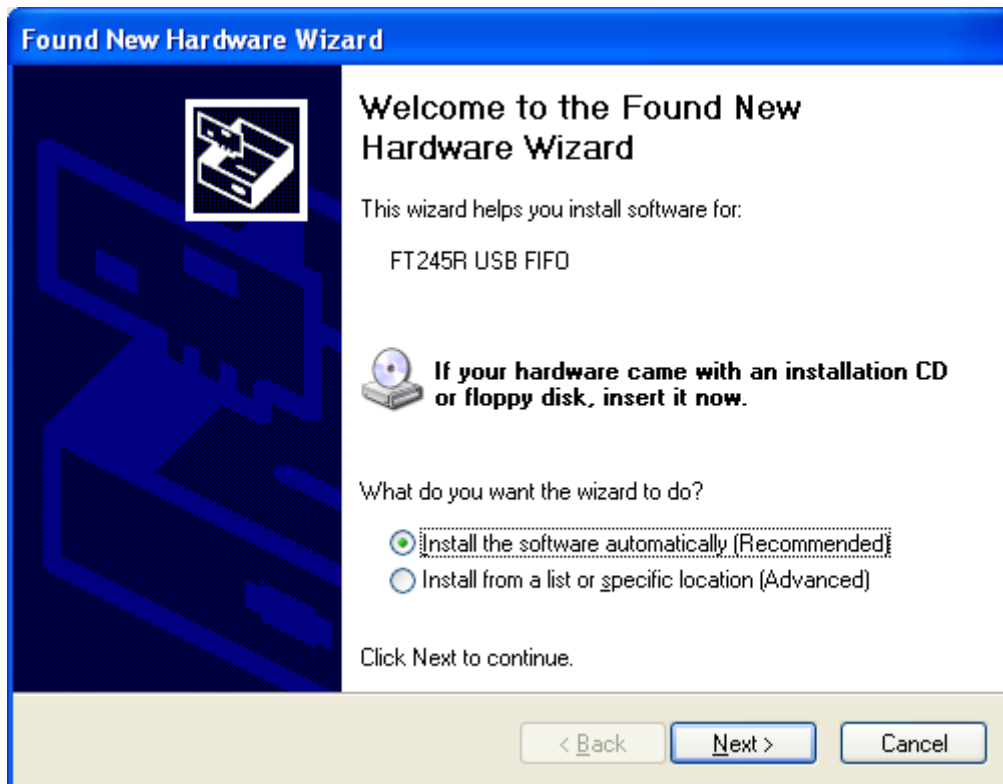 Found New Hardware Wizard
Welcome to the Found New
Hardware Wizard
This wizard helps you install software for:
FT245R USB FIFO
If your hardware came with an installation CD
or floppy disk, insert it now.
What do you want the wizard to do?
Install the software automatically (Recommended)
Install from a list or specific location (Advanced)
Click Next to continue.
< Back Next > Cancel